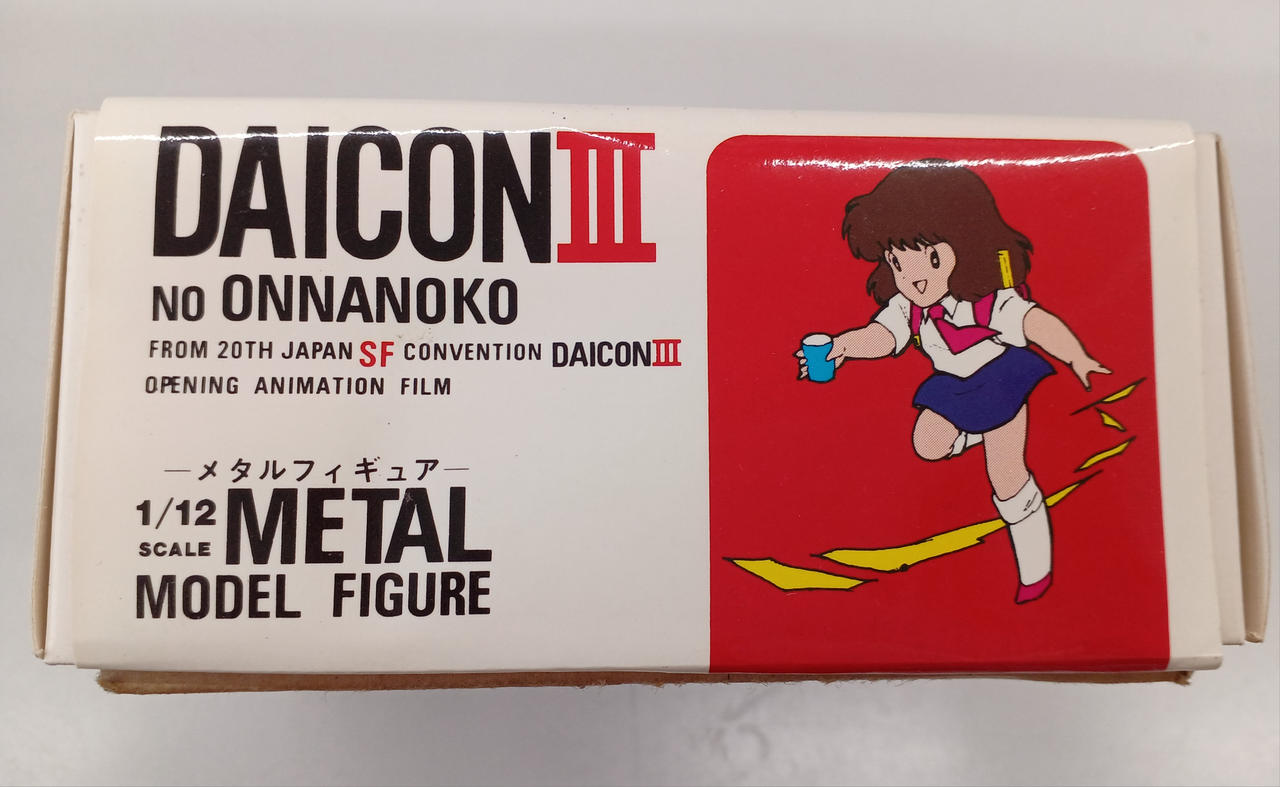 DAICONIII
NO ONNANOKO
FROM 20TH JAPAN SF CONVENTION DAICONIII
OPENING ANIMATION FILM
—メタルフィギュア—
1/12 SCALE METAL
MODEL FIGURE